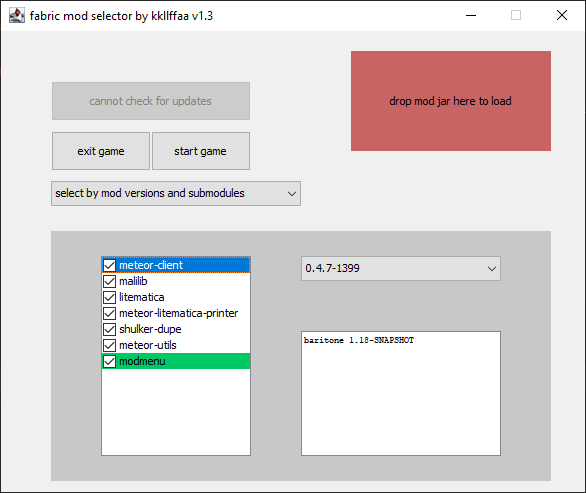 fabric mod selector by kkllffaa v1.3
cannot check for updates
drop mod jar here to load
exit game
start game
select by mod versions and submodules
meteor-client
malilib
litematica
meteor-litematica-printer
shulker-dupe
meteor-utils
modmenu
0.4.7-1399
baritone 1.18-SNAPSHOT